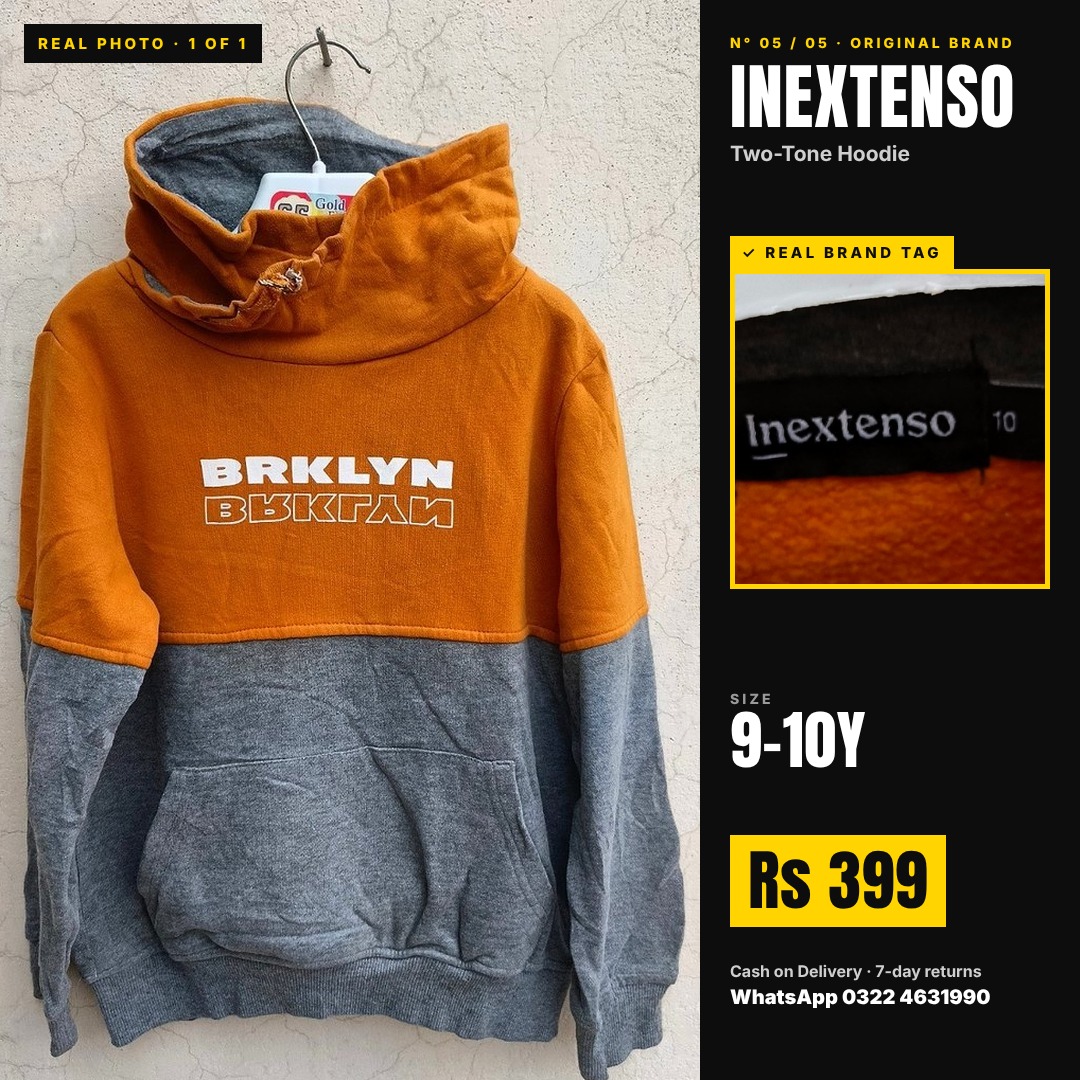 REAL PHOTO · 1 OF 1
Gold
BRKLYN
BRKLYN
N° 05 / 05 · ORIGINAL BRAND
INEXTENSO
Two-Tone Hoodie
✓ REAL BRAND TAG
Inextenso
10
SIZE
9-10Y
Rs 399
Cash on Delivery · 7-day returns
WhatsApp 0322 4631990